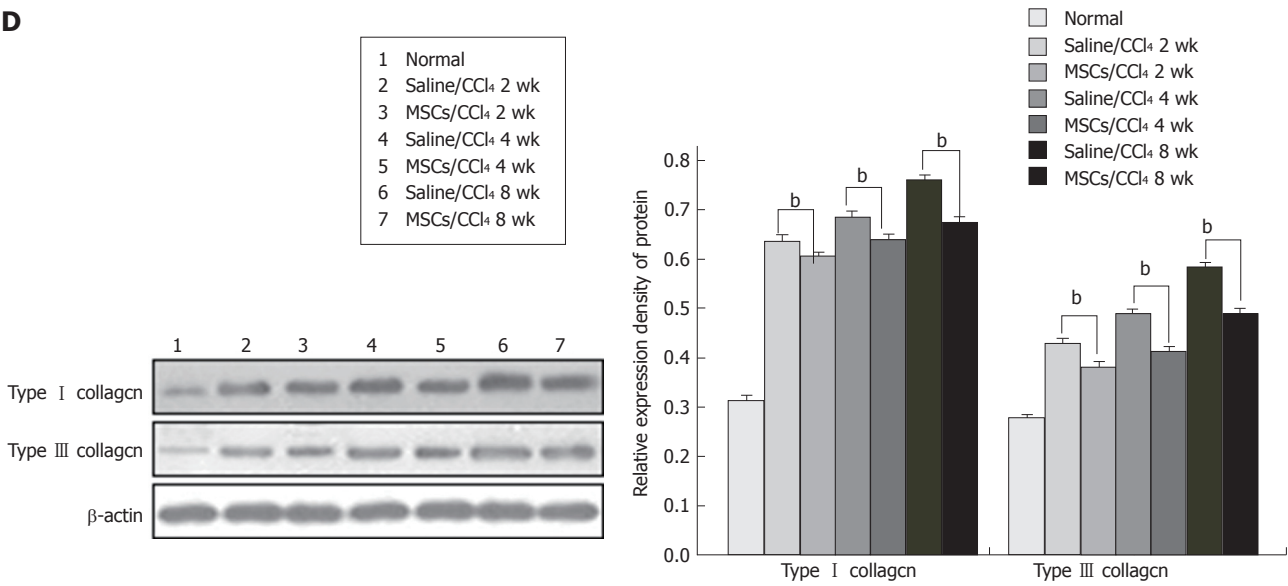 D
1 Normal
2 Saline/CCl₄ 2 wk
3 MSCs/CCl₄ 2 wk
4 Saline/CCl₄ 4 wk
5 MSCs/CCl₄ 4 wk
6 Saline/CCl₄ 8 wk
7 MSCs/CCl₄ 8 wk
1 2 3 4 5 6 7
Type Ⅰ collagcn
Type Ⅲ collagcn
β-actin
Normal
Saline/CCl₄ 2 wk
MSCs/CCl₄ 2 wk
Saline/CCl₄ 4 wk
MSCs/CCl₄ 4 wk
Saline/CCl₄ 8 wk
MSCs/CCl₄ 8 wk
Relative expression density of protein
0.8
0.7
0.6
0.5
0.4
0.3
0.2
0.1
0.0
b b b
b b b
Type Ⅰ collagcn
Type Ⅲ collagcn